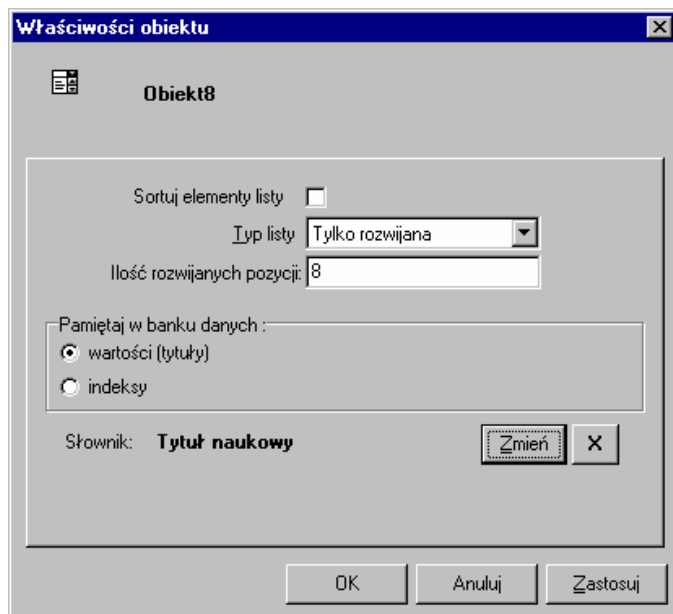 Właściwości obiektu
Obiekt8
Sortuj elementy listy
Typ listy Tylko rozwijana
Ilość rozwijanych pozycji: 8
Pamiętaj w banku danych :
wartości (tytuły)
indeksy
Słownik: Tytuł naukowy Zmień X
OK Anuluj Zastosuj